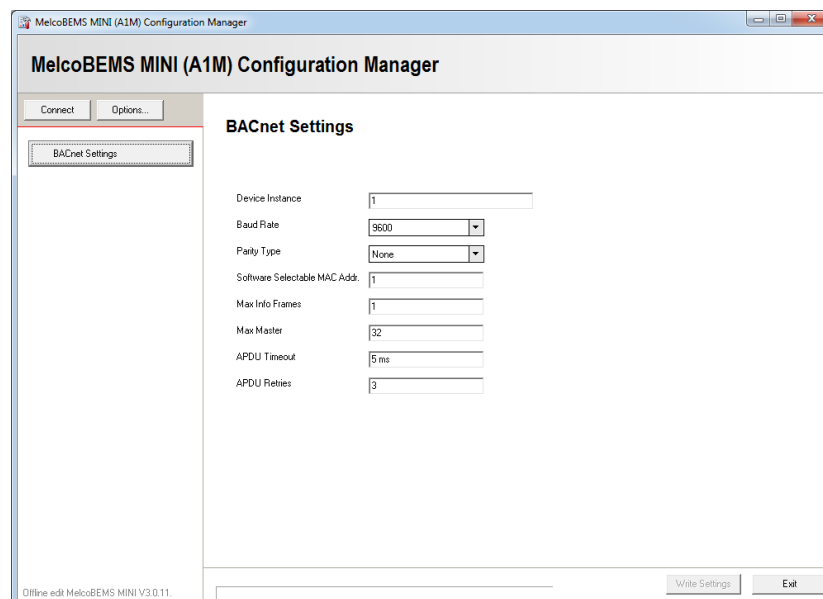 MelcoBEMS MINI (A1M) Configuration Manager
MelcoBEMS MINI (A1M) Configuration Manager
Connect
Options...
BACnet Settings
BACnet Settings
Device Instance
1
Baud Rate
9600
Parity Type
None
Software Selectable MAC Addr.
1
Max Info Frames
1
Max Master
32
APDU Timeout
5 ms
APDU Retries
3
Offline edit MelcoBEMS MINI V3.0.11.
Write Settings
Exit